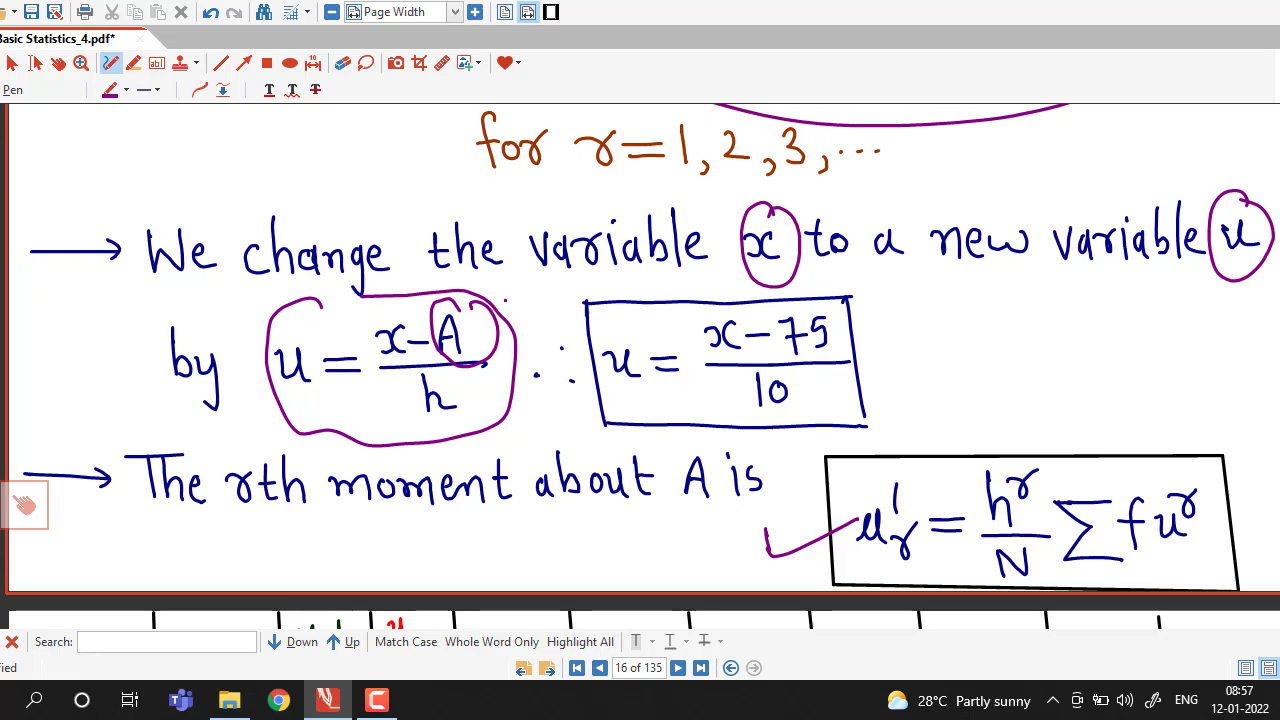 Page Width
Basic Statistics_4.pdf*
Pen
for r=1,2,3,...
→ We change the variable x to a new variable u
by u = x-A / h ∴ u = x-75 / 10
→ The rth moment about A is
μ'r = h^r / N ∑ f u^r
Search: Down Up Match Case Whole Word Only Highlight All T T T
fied 16 of 135
28°C Partly sunny ENG 08:57
12-01-2022